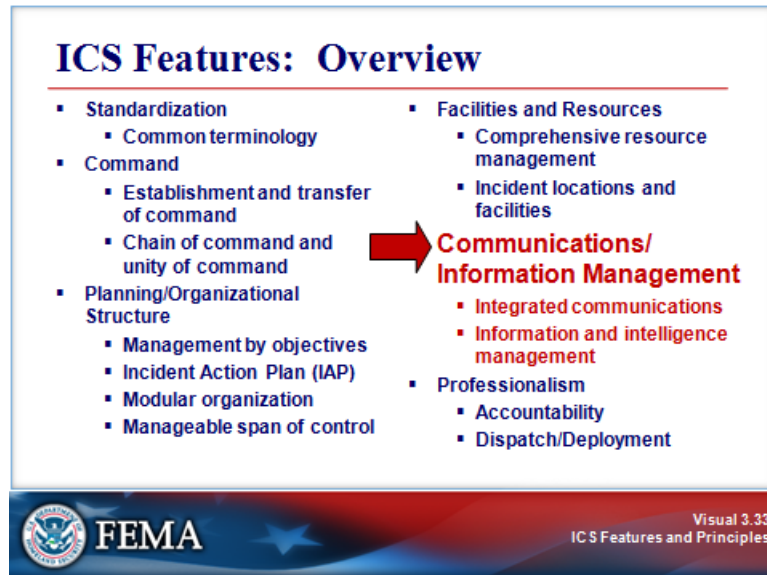 ICS Features: Overview
▪ Standardization
▪ Common terminology
▪ Command
▪ Establishment and transfer
of command
▪ Chain of command and
unity of command
▪ Planning/Organizational
Structure
▪ Management by objectives
▪ Incident Action Plan (IAP)
▪ Modular organization
▪ Manageable span of control
▪ Facilities and Resources
▪ Comprehensive resource
management
▪ Incident locations and
facilities
Communications/
Information Management
▪ Integrated communications
▪ Information and intelligence
management
▪ Professionalism
▪ Accountability
▪ Dispatch/Deployment
FEMA
Visual 3.33
ICS Features and Principles